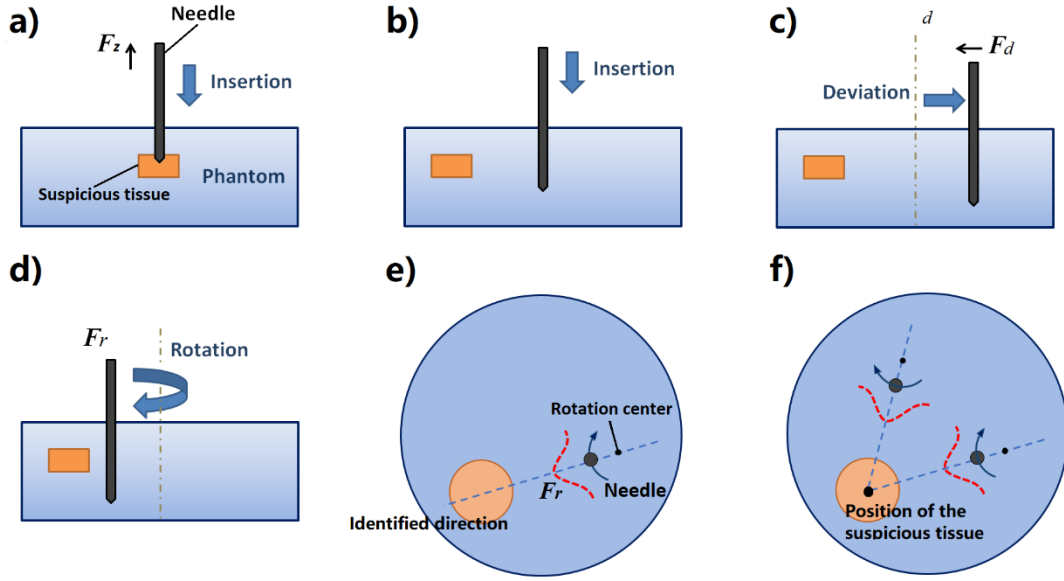 a)
Needle
Fz
Insertion
Suspicious tissue
Phantom
b)
Insertion
c)
d
Fd
Deviation
d)
Fr
Rotation
e)
Rotation center
Fr
Needle
Identified direction
f)
Position of the
suspicious tissue